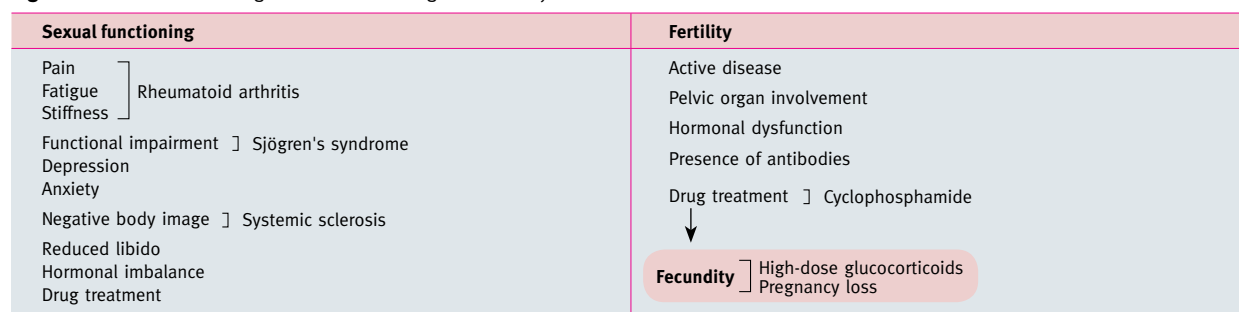 Sexual functioning
Fertility
Pain
Fatigue
Stiffness
Rheumatoid arthritis
Functional impairment ] Sjögren's syndrome
Depression
Anxiety
Negative body image ] Systemic sclerosis
Reduced libido
Hormonal imbalance
Drug treatment
Active disease
Pelvic organ involvement
Hormonal dysfunction
Presence of antibodies
Drug treatment ] Cyclophosphamide
Fecundity
High-dose glucocorticoids
Pregnancy loss